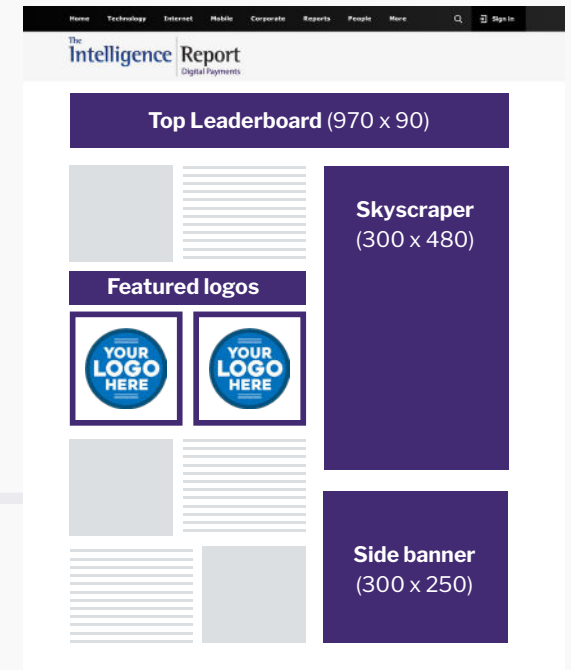 Home Technology Internet Mobile Corporate Reports People More Sign In
The
Intelligence Report
Digital Payments
Top Leaderboard (970 x 90)
Skyscraper
(300 x 480)
Featured logos
YOUR
LOGO
HERE
YOUR
LOGO
HERE
Side banner
(300 x 250)